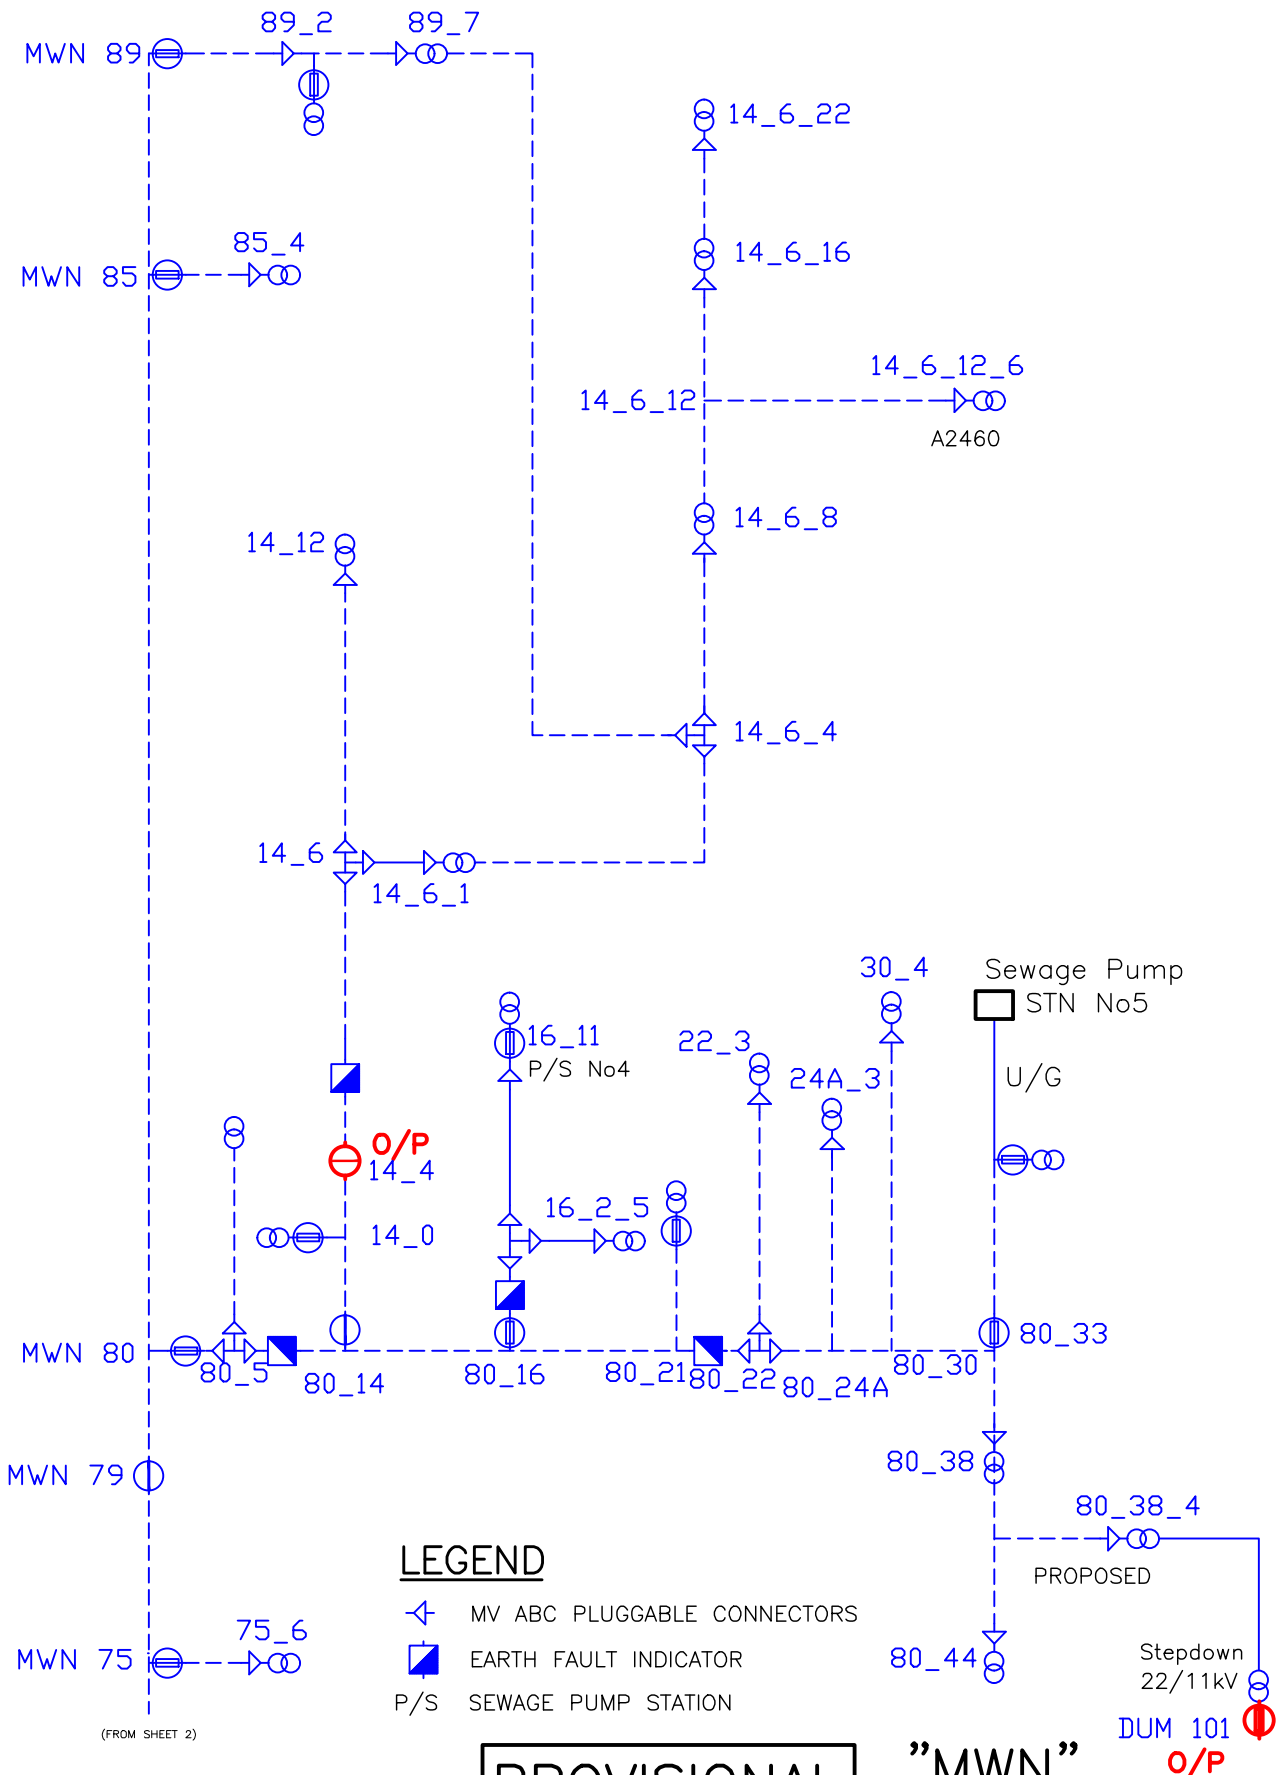 89_2
89_7
MWN 89
14_6_22
85_4
14_6_16
MWN 85
14_6_12_6
14_6_12
A2460
14_6_8
14_12
14_6_4
14_6
14_6_1
30_4
Sewage Pump
STN No5
16_11
22_3
P/S No4
24A_3
U/G
O/P
14_4
16_2_5
14_0
MWN 80
80_5
80_14
80_16
80_21
80_22
80_24A
80_30
80_33
MWN 79
80_38
80_38_4
LEGEND
PROPOSED
MV ABC PLUGGABLE CONNECTORS
75_6
MWN 75
EARTH FAULT INDICATOR
80_44
Stepdown
22/11kV
P/S SEWAGE PUMP STATION
DUM 101
(FROM SHEET 2)
O/P
PROVISIONAL
"MWN"